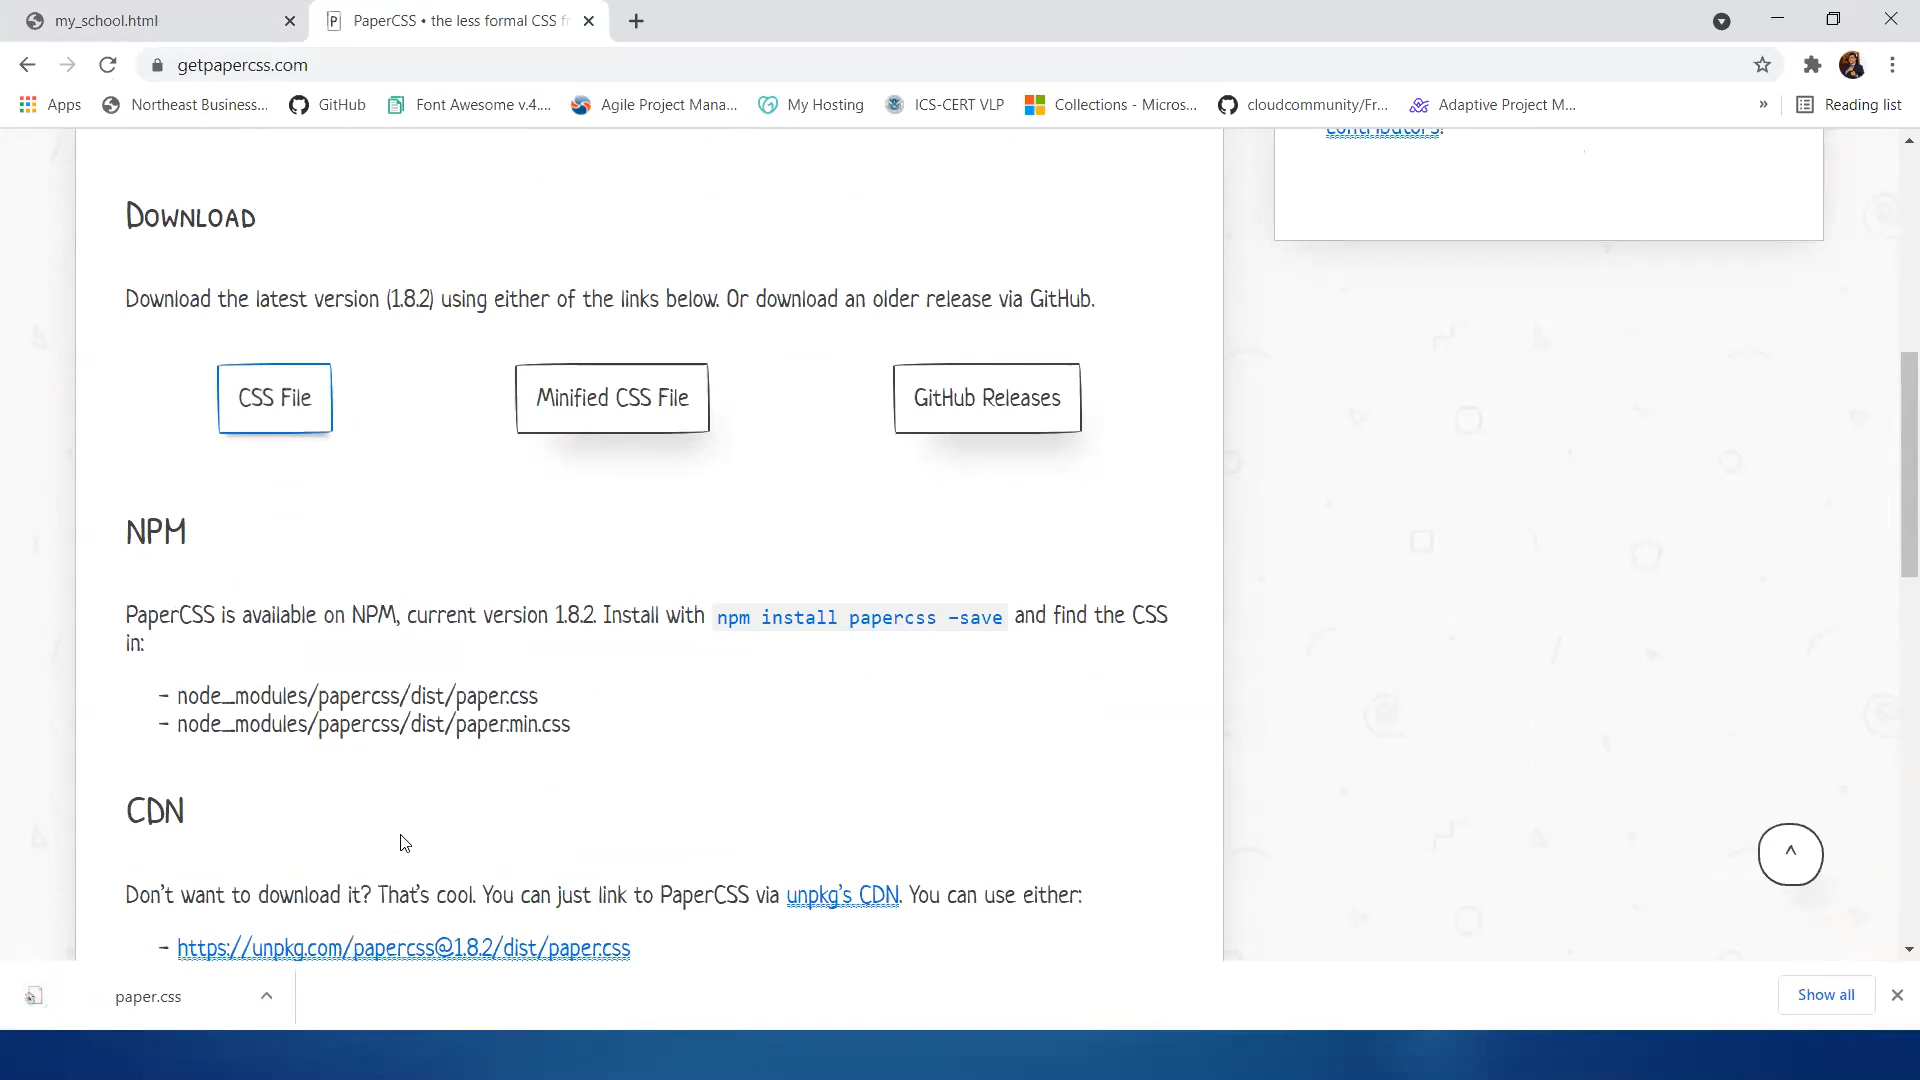 my_school.html
PaperCSS • the less formal CSS fr
getpapercss.com
Apps
Northeast Business...
GitHub
Font Awesome v.4....
Agile Project Mana...
My Hosting
ICS-CERT VLP
Collections - Micros...
cloudcommunity/Fr...
Adaptive Project M...
»
Reading list
contributors!
DOWNLOAD
Download the latest version (1.8.2) using either of the links below. Or download an older release via GitHub.
CSS File
Minified CSS File
GitHub Releases
NPM
PaperCSS is available on NPM, current version 1.8.2. Install with npm install papercss –save and find the CSS
in:
- node_modules/papercss/dist/paper.css
- node_modules/papercss/dist/paper.min.css
CDN
Don't want to download it? That's cool. You can just link to PaperCSS via unpkg's CDN. You can use either:
- https://unpkg.com/papercss@1.8.2/dist/paper.css
^
paper.css
Show all